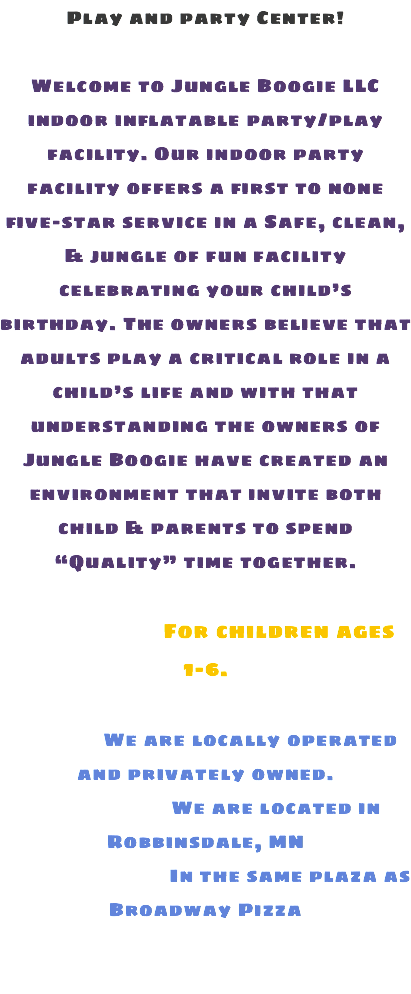 Play and party Center!
Welcome to Jungle Boogie LLC
indoor inflatable party/play
facility. Our indoor party
facility offers a first to none
five-star service in a Safe, clean,
& jungle of fun facility
celebrating your child’s
birthday. The owners believe that
adults play a critical role in a
child’s life and with that
understanding the owners of
Jungle Boogie have created an
environment that invite both
child & parents to spend
“Quality” time together.
For children ages
1-6.
We are locally operated
and privately owned.
We are located in
Robbinsdale, MN
In the same plaza as
Broadway Pizza